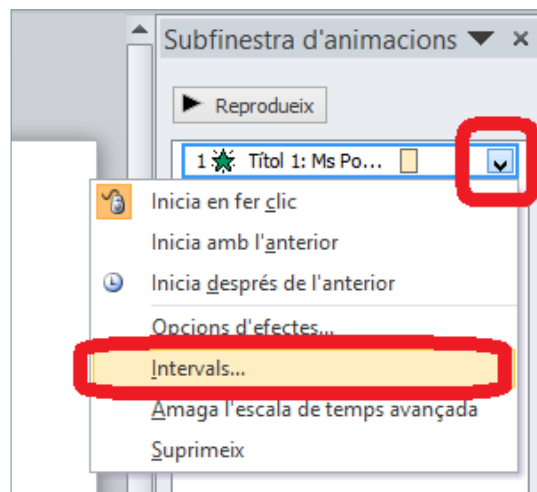 Subfinestra d'animacions
Reprodueix
1 Títol 1: Ms Po...
Inicia en fer clic
Inicia amb l'anterior
Inicia després de l'anterior
Opcions d'efectes...
Intervals...
Amaga l'escala de temps avançada
Suprimeix